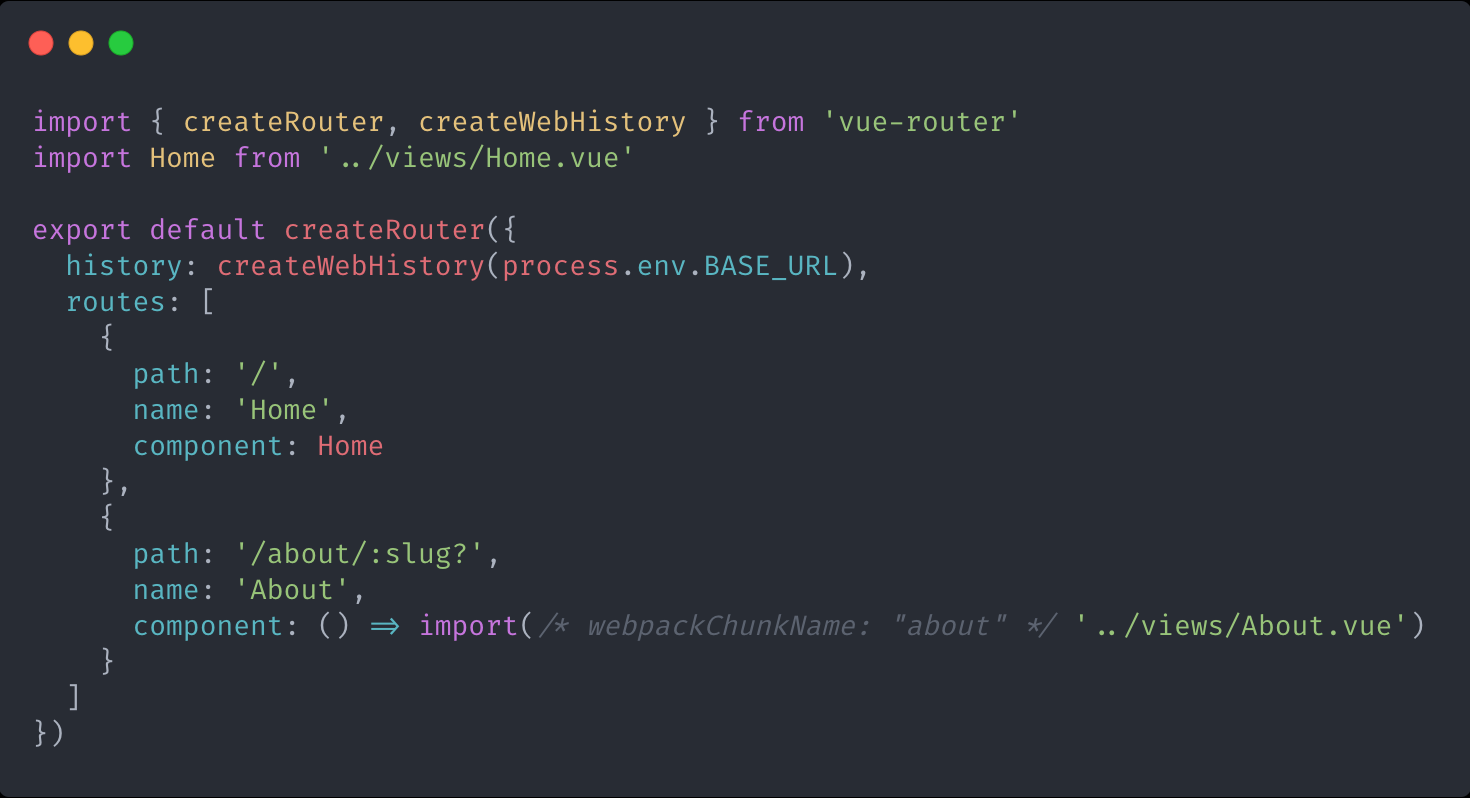 import { createRouter, createWebHistory } from 'vue-router'
import Home from '../views/Home.vue'

export default createRouter({
  history: createWebHistory(process.env.BASE_URL),
  routes: [
    {
      path: '/',
      name: 'Home',
      component: Home
    },
    {
      path: '/about/:slug?',
      name: 'About',
      component: () => import(/* webpackChunkName: "about" */ '../views/About.vue')
    }
  ]
})